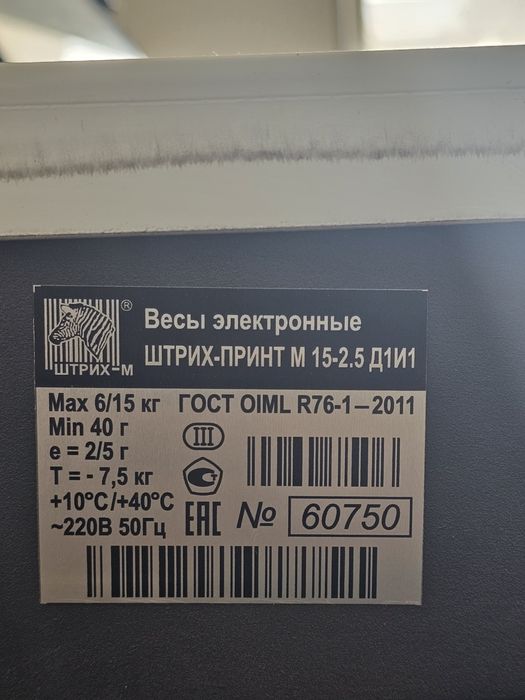 ®
ШТРИХ-М
Весы электронные
ШТРИХ-ПРИНТ М 15-2.5 Д1И1
Max 6/15 кг ГОСТ OIML R76-1-2011
Min 40 г
III
e = 2/5 г
T = - 7,5 кг
+10°C/+40°C
~220В 50Гц
ЕАС
№ 60750